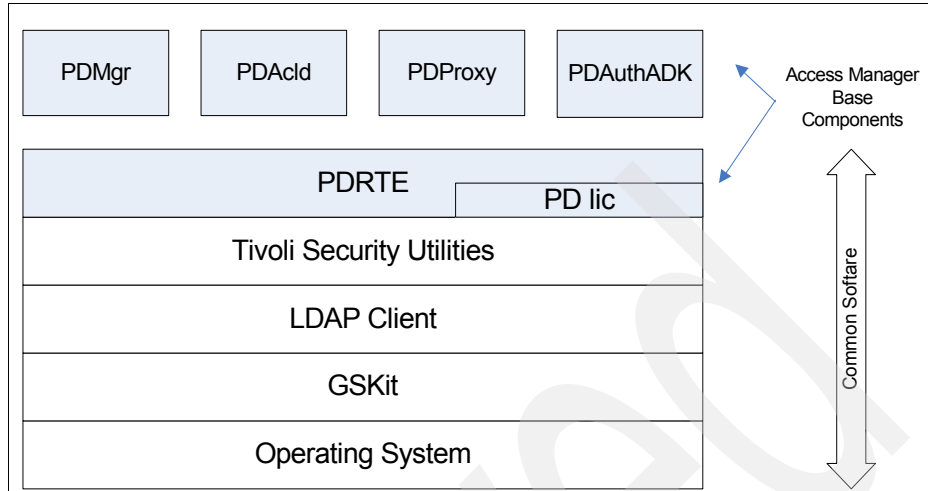 PDMgr
PDAcld
PDProxy
PDAuthADK
Access Manager
Base
Components
PDRTE
PD lic
Tivoli Security Utilities
LDAP Client
GSKit
Operating System
Common Softare